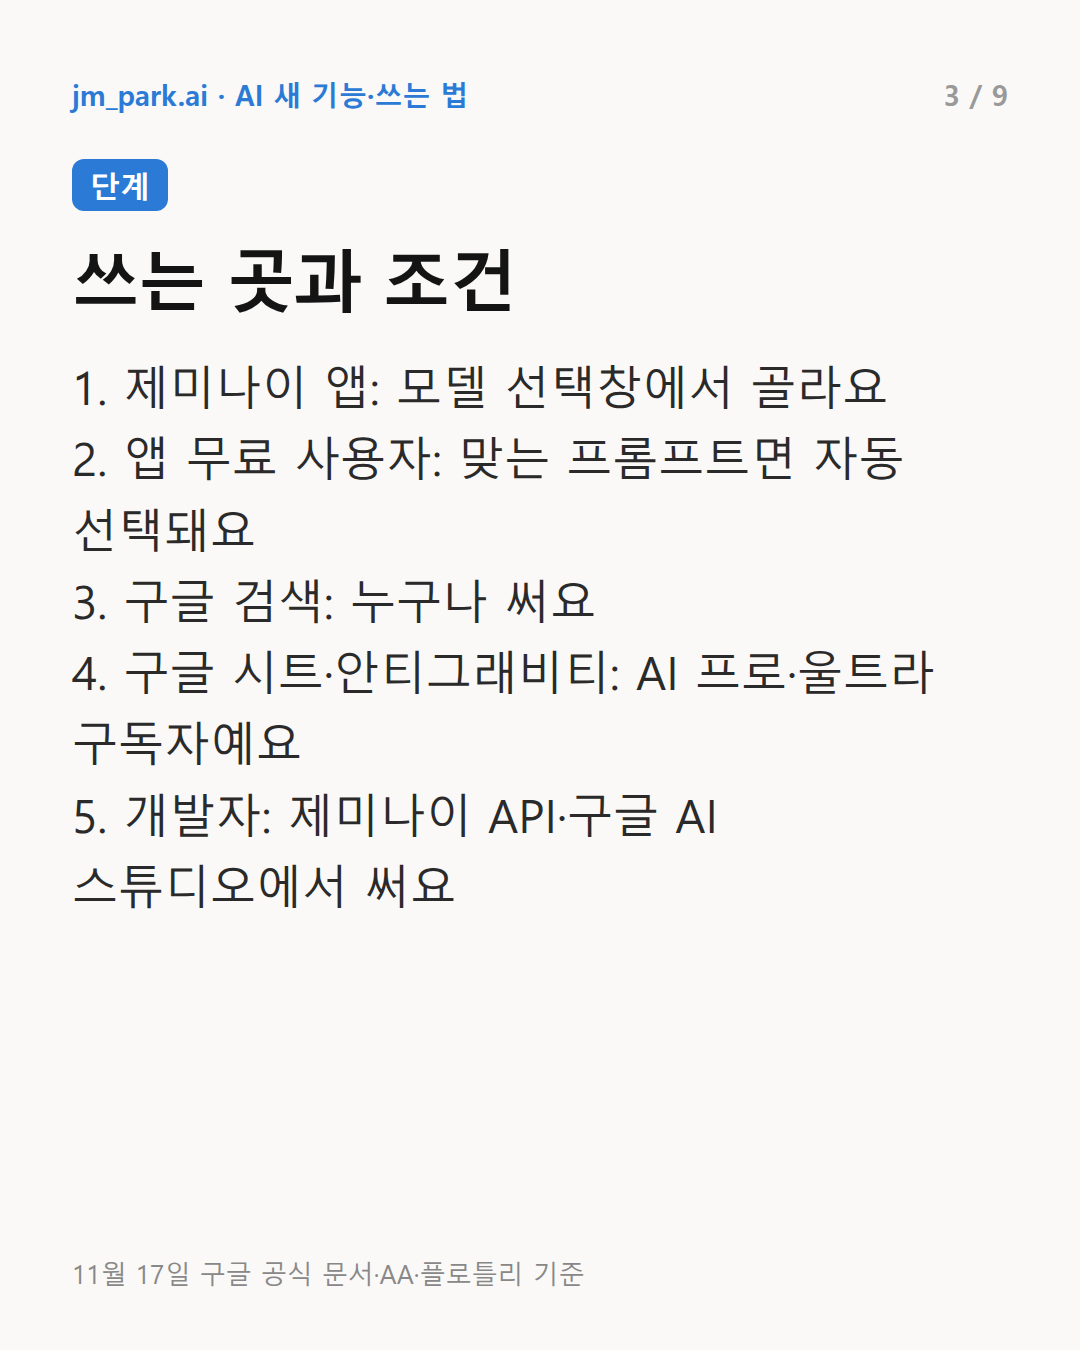 jm_park.ai · AI 새 기능·쓰는 법
3 / 9
단계
쓰는 곳과 조건
1. 제미나이 앱: 모델 선택창에서 골라요
2. 앱 무료 사용자: 맞는 프롬프트면 자동
선택돼요
3. 구글 검색: 누구나 써요
4. 구글 시트·안티그래비티: AI 프로·울트라
구독자예요
5. 개발자: 제미나이 API·구글 AI
스튜디오에서 써요
11월 17일 구글 공식 문서·AA·플로틀리 기준